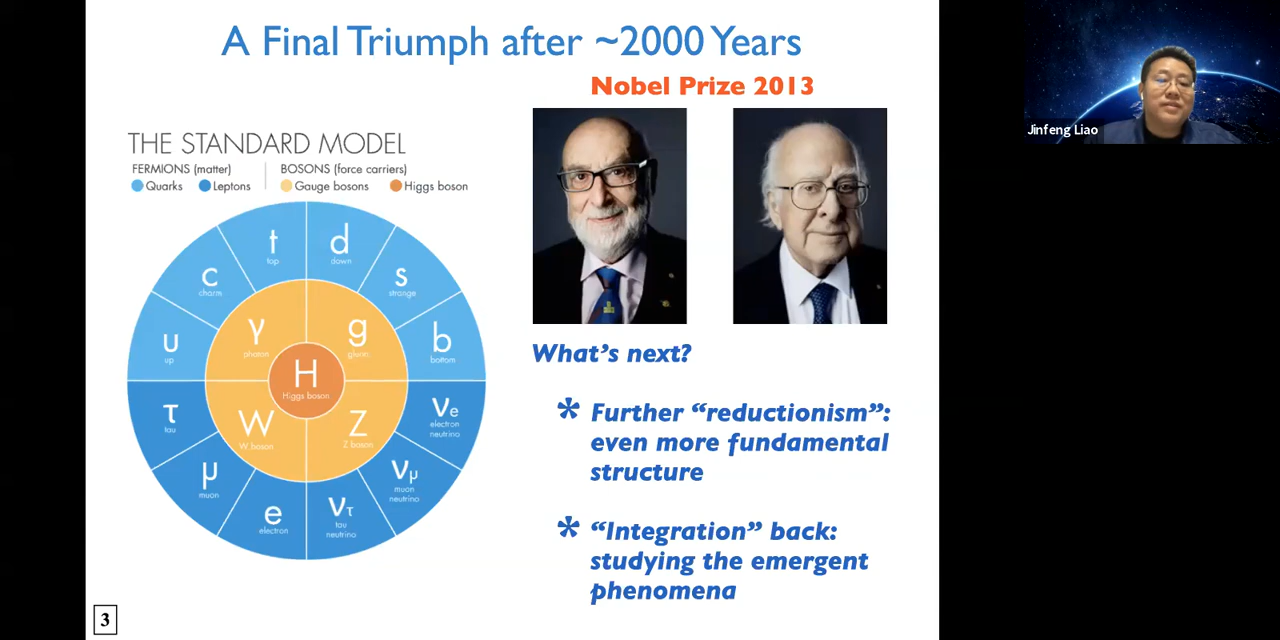 A Final Triumph after ~2000 Years
Nobel Prize 2013
Jinfeng Liao
THE STANDARD MODEL
FERMIONS (matter)
BOSONS (force carriers)
Quarks
Leptons
Gauge bosons
Higgs boson
t
top
d
down
c
charm
s
strange
u
up
b
bottom
γ
photon
g
gluon
H
Higgs boson
W
W boson
Z
Z boson
τ
tau
νe
electron
neutrino
μ
muon
νμ
muon
neutrino
e
electron
ντ
tau
neutrino
What's next?
* Further “reductionism”:
even more fundamental
structure
* “Integration” back:
studying the emergent
phenomena
3